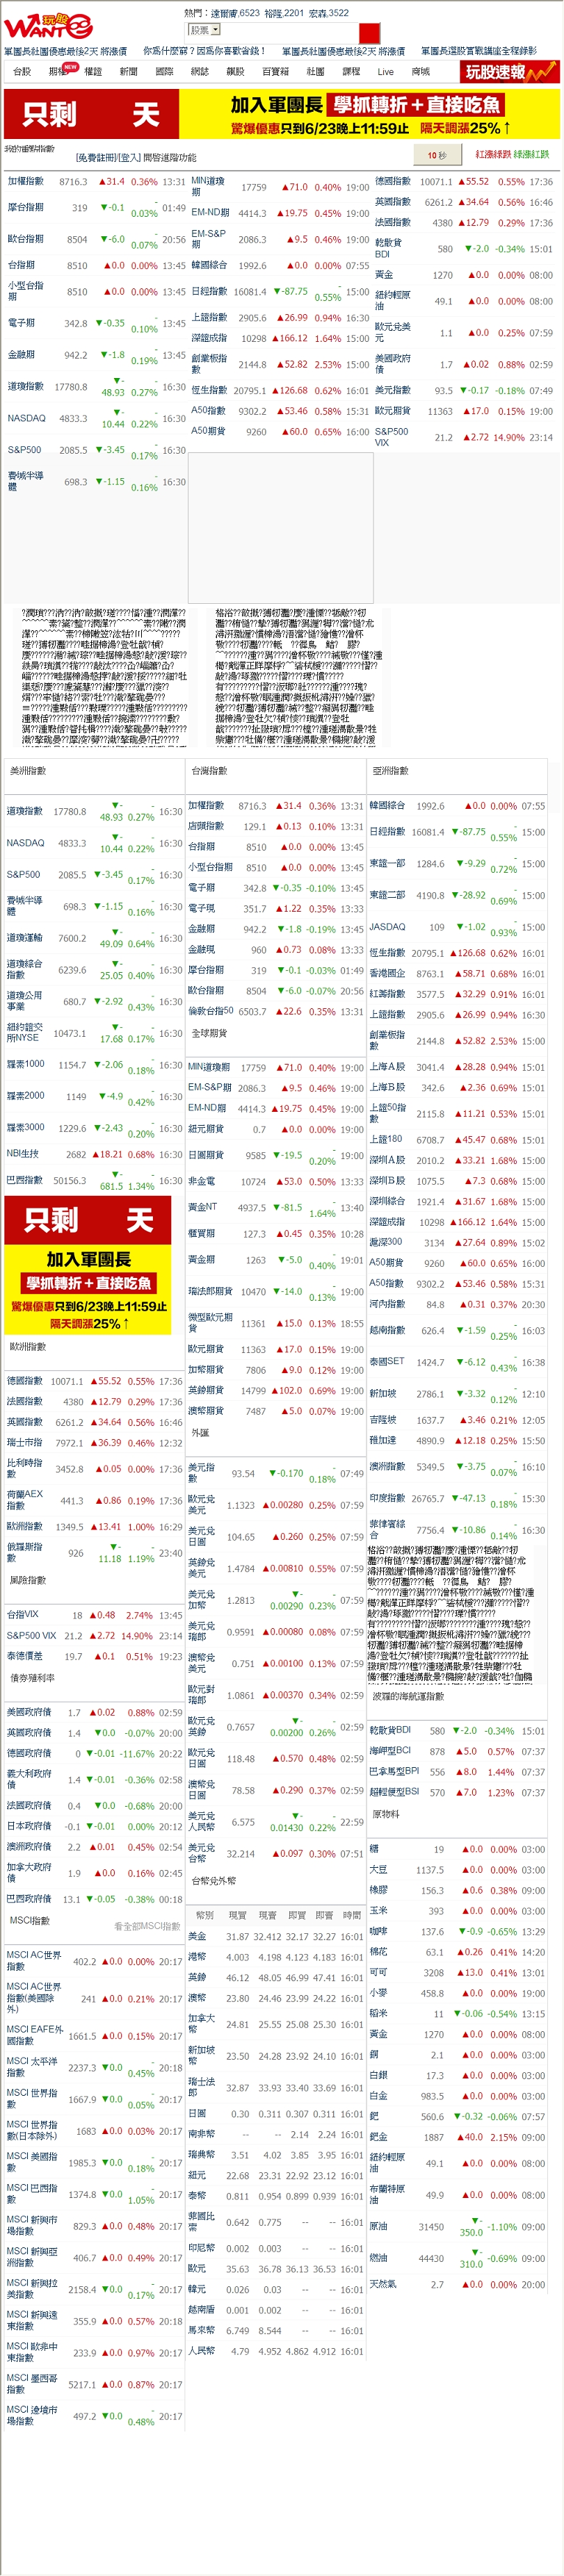 玩股 WANT
熱門：達爾膚,6523 裕隆,2201 宏森,3522
股票
軍團長社團優惠最後2天 將漲價 你為什麼窮？因為你喜歡省錢！ 軍團長社團優惠最後2天 將漲價 軍團長選股實戰講座全程錄影
台股 期權 NEW 權證 新聞 國際 網誌 飆股 百寶箱 社團 課程 Live 商城 玩股速報
只剩 天 加入軍團長 學抓轉折+直接吃魚
驚爆優惠只到6/23晚上11:59止 隔天調漲25%↑
我的重點指數
[免費註冊]/[登入] 開啓進階功能 10 秒 紅漲綠跌 綠漲紅跌
加權指數 8716.3 ▲31.4 0.36% 13:31
摩台指期 319 ▼-0.1 -0.03% 01:49
歐台指期 8504 ▼-6.0 -0.07% 20:56
台指期 8510 ▲0.0 0.00% 13:45
小型台指期 8510 ▲0.0 0.00% 13:45
電子期 342.8 ▼-0.35 -0.10% 13:45
金融期 942.2 ▼-1.8 -0.19% 13:45
道瓊指數 17780.8 ▼-48.93 -0.27% 16:30
NASDAQ 4833.3 ▼-10.44 -0.22% 16:30
S&P500 2085.5 ▼-3.45 -0.17% 16:30
費城半導體 698.3 ▼-1.15 -0.16% 16:30
MIN道瓊期 17759 ▲71.0 0.40% 19:00
EM-ND期 4414.3 ▲19.75 0.45% 19:00
EM-S&P期 2086.3 ▲9.5 0.46% 19:00
韓國綜合 1992.6 ▲0.0 0.00% 07:55
日經指數 16081.4 ▼-87.75 -0.55% 15:00
上證指數 2905.6 ▲26.99 0.94% 16:30
深證成指 10298 ▲166.12 1.64% 15:00
創業板指數 2144.8 ▲52.82 2.53% 15:00
恆生指數 20795.1 ▲126.68 0.62% 16:01
A50指數 9302.2 ▲53.46 0.58% 15:31
A50期貨 9260 ▲60.0 0.65% 16:00
德國指數 10071.1 ▲55.52 0.55% 17:36
英國指數 6261.2 ▲34.64 0.56% 16:46
法國指數 4380 ▲12.79 0.29% 17:36
乾散貨BDI 580 ▼-2.0 -0.34% 15:01
黃金 1270 ▲0.0 0.00% 08:00
紐約輕原油 49.1 ▲0.0 0.00% 08:00
歐元兌美元 1.1 ▲0.0 0.25% 07:59
美國政府債 1.7 ▲0.02 0.88% 02:59
美元指數 93.5 ▼-0.17 -0.18% 07:49
歐元期貨 11363 ▲17.0 0.15% 19:00
S&P500 VIX 21.2 ▲2.72 14.90% 23:14
美洲指數
道瓊指數 17780.8 ▼-48.93 -0.27% 16:30
NASDAQ 4833.3 ▼-10.44 -0.22% 16:30
S&P500 2085.5 ▼-3.45 -0.17% 16:30
費城半導體 698.3 ▼-1.15 -0.16% 16:30
道瓊運輸 7600.2 ▼-49.09 -0.64% 16:30
道瓊綜合指數 6239.6 ▼-25.05 -0.40% 16:30
道瓊公用事業 680.7 ▼-2.92 -0.43% 16:30
紐約證交所NYSE 10473.1 ▼-17.68 -0.17% 16:30
羅素1000 1154.7 ▼-2.06 -0.18% 16:30
羅素2000 1149 ▼-4.9 -0.42% 16:30
羅素3000 1229.6 ▼-2.43 -0.20% 16:30
NBI生技 2682 ▲18.21 0.68% 16:30
巴西指數 50156.3 ▼-681.5 -1.34% 16:30
只剩 天
加入軍團長
學抓轉折+直接吃魚
驚爆優惠只到6/23晚上11:59止
隔天調漲25%↑
歐洲指數
德國指數 10071.1 ▲55.52 0.55% 17:36
法國指數 4380 ▲12.79 0.29% 17:36
英國指數 6261.2 ▲34.64 0.56% 16:46
瑞士市指 7972.1 ▲36.39 0.46% 12:32
比利時指數 3452.8 ▲0.05 0.00% 17:36
荷蘭AEX指數 441.3 ▲0.86 0.19% 17:36
歐洲指數 1349.5 ▲13.41 1.00% 16:29
俄羅斯指數 926 ▼-11.18 -1.19% 23:40
風險指數
台指VIX 18 ▲0.48 2.74% 13:45
S&P500 VIX 21.2 ▲2.72 14.90% 23:14
泰德價差 19.7 ▲0.1 0.51% 19:23
債券殖利率
美國政府債 1.7 ▲0.02 0.88% 02:59
英國政府債 1.4 ▼0.0 -0.07% 20:00
德國政府債 0 ▼-0.01 -11.67% 20:22
義大利政府債 1.4 ▼-0.01 -0.36% 02:58
法國政府債 0.4 ▼0.0 -0.68% 20:00
日本政府債 -0.1 ▼-0.01 0.00% 20:12
澳洲政府債 2.2 ▲0.01 0.45% 02:54
加拿大政府債 1.9 ▲0.0 0.16% 02:45
巴西政府債 13.1 ▼-0.05 -0.38% 00:18
MSCI指數 看全部MSCI指數
MSCI AC世界指數 402.2 ▲0.0 0.00% 20:17
MSCI AC世界指數(美國除外) 241 ▲0.0 0.21% 20:17
MSCI EAFE外國指數 1661.5 ▲0.0 0.15% 20:17
MSCI 太平洋指數 2237.3 ▼0.0 -0.45% 20:18
MSCI 世界指數 1667.9 ▼0.0 -0.05% 20:17
MSCI 世界指數(日本除外) 1683 ▲0.0 0.03% 20:17
MSCI 美國指數 1985.3 ▼0.0 -0.18% 20:17
MSCI 巴西指數 1374.8 ▼0.0 -1.05% 20:17
MSCI 新興市場指數 829.3 ▲0.0 0.48% 20:17
MSCI 新興亞洲指數 406.7 ▲0.0 0.49% 20:17
MSCI 新興拉美指數 2158.4 ▼0.0 -0.17% 20:17
MSCI 新興遠東指數 355.9 ▲0.0 0.57% 20:18
MSCI 歐非中東指數 233.9 ▲0.0 0.97% 20:17
MSCI 墨西哥指數 5217.1 ▲0.0 0.87% 20:17
MSCI 邊境市場指數 497.2 ▼0.0 -0.48% 20:17
台灣指數
加權指數 8716.3 ▲31.4 0.36% 13:31
店頭指數 129.1 ▲0.13 0.10% 13:31
台指期 8510 ▲0.0 0.00% 13:45
小型台指期 8510 ▲0.0 0.00% 13:45
電子期 342.8 ▼-0.35 -0.10% 13:45
電子現 351.7 ▲1.22 0.35% 13:33
金融期 942.2 ▼-1.8 -0.19% 13:45
金融現 960 ▲0.73 0.08% 13:33
摩台指期 319 ▼-0.1 -0.03% 01:49
歐台指期 8504 ▼-6.0 -0.07% 20:56
倫敦台指50 6503.7 ▲22.6 0.35% 13:31
全球期貨
MIN道瓊期 17759 ▲71.0 0.40% 19:00
EM-S&P期 2086.3 ▲9.5 0.46% 19:00
EM-ND期 4414.3 ▲19.75 0.45% 19:00
紐元期貨 0.7 ▲0.0 0.00% 19:00
日圓期貨 9585 ▼-19.5 -0.20% 19:00
非金電 10724 ▲53.0 0.50% 13:33
黃金NT 4937.5 ▼-81.5 -1.64% 13:40
櫃買期 127.3 ▲0.45 0.35% 10:28
黃金期 1263 ▼-5.0 -0.40% 19:01
瑞法郎期貨 10470 ▼-14.0 -0.13% 19:00
微型歐元期貨 11361 ▲15.0 0.13% 18:55
歐元期貨 11363 ▲17.0 0.15% 19:00
加幣期貨 7806 ▲9.0 0.12% 19:00
英鎊期貨 14799 ▲102.0 0.69% 19:00
澳幣期貨 7487 ▲5.0 0.07% 19:00
外匯
美元指數 93.54 ▼-0.170 -0.18% 07:49
歐元兌美元 1.1323 ▲0.00280 0.25% 07:59
美元兌日圓 104.65 ▲0.260 0.25% 07:59
英鎊兌美元 1.4784 ▲0.00810 0.55% 07:59
美元兌加幣 1.2813 ▼-0.00290 -0.23% 07:59
美元兌瑞郎 0.9591 ▲0.00080 0.08% 07:59
澳幣兌美元 0.751 ▲0.00100 0.13% 07:59
歐元對瑞郎 1.0861 ▲0.00370 0.34% 02:59
歐元兌英鎊 0.7657 ▼-0.00200 -0.26% 02:59
歐元兌日圓 118.48 ▲0.570 0.48% 02:59
澳幣兌日圓 78.58 ▲0.290 0.37% 02:59
美元兌人民幣 6.575 ▼-0.01430 -0.22% 22:59
美元兌台幣 32.214 ▲0.097 0.30% 07:51
台幣兌外幣
幣別 現買 現賣 即買 即賣 時間
美金 31.87 32.412 32.17 32.27 16:01
港幣 4.003 4.198 4.123 4.183 16:01
英鎊 46.12 48.05 46.99 47.41 16:01
澳幣 23.80 24.46 23.99 24.22 16:01
加拿大幣 24.81 25.55 25.08 25.30 16:01
新加坡幣 23.50 24.28 23.92 24.10 16:01
瑞士法郎 32.87 33.93 33.40 33.69 16:01
日圓 0.30 0.311 0.307 0.311 16:01
南非幣 -- -- 2.14 2.24 16:01
瑞典幣 3.51 4.02 3.85 3.95 16:01
紐元 22.68 23.31 22.92 23.12 16:01
泰幣 0.811 0.954 0.899 0.939 16:01
菲國比索 0.642 0.775 -- -- 16:01
印尼幣 0.002 0.003 -- -- 16:01
歐元 35.63 36.78 36.13 36.53 16:01
韓元 0.026 0.03 -- -- 16:01
越南盾 0.001 0.002 -- -- 16:01
馬來幣 6.749 8.544 -- -- 16:01
人民幣 4.79 4.952 4.862 4.912 16:01
亞洲指數
韓國綜合 1992.6 ▲0.0 0.00% 07:55
日經指數 16081.4 ▼-87.75 -0.55% 15:00
東證一部 1284.6 ▼-9.29 -0.72% 15:00
東證二部 4190.8 ▼-28.92 -0.69% 15:00
JASDAQ 109 ▼-1.02 -0.93% 15:00
恆生指數 20795.1 ▲126.68 0.62% 16:01
香港國企 8763.1 ▲58.71 0.68% 16:01
紅籌指數 3577.5 ▲32.29 0.91% 16:01
上證指數 2905.6 ▲26.99 0.94% 16:30
創業板指數 2144.8 ▲52.82 2.53% 15:00
上海Ａ股 3041.4 ▲28.28 0.94% 15:01
上海Ｂ股 342.6 ▲2.36 0.69% 15:01
上證50指數 2115.8 ▲11.21 0.53% 15:01
上證180 6708.7 ▲45.47 0.68% 15:01
深圳Ａ股 2010.2 ▲33.21 1.68% 15:00
深圳Ｂ股 1075.5 ▲7.3 0.68% 15:01
深圳綜合 1921.4 ▲31.67 1.68% 15:00
深證成指 10298 ▲166.12 1.64% 15:00
滬深300 3134 ▲27.64 0.89% 15:02
A50期貨 9260 ▲60.0 0.65% 16:00
A50指數 9302.2 ▲53.46 0.58% 15:31
河內指數 84.8 ▲0.31 0.37% 20:30
越南指數 626.4 ▼-1.59 -0.25% 16:03
泰國SET 1424.7 ▼-6.12 -0.43% 16:38
新加坡 2786.1 ▼-3.32 -0.12% 12:10
吉隆坡 1637.7 ▲3.46 0.21% 12:05
雅加達 4890.9 ▲12.18 0.25% 15:50
澳洲指數 5349.5 ▼-3.75 -0.07% 16:10
印度指數 26765.7 ▼-47.13 -0.18% 15:30
菲律賓綜合 7756.4 ▼-10.86 -0.14% 16:30
波羅的海航運指數
乾散貨BDI 580 ▼-2.0 -0.34% 15:01
海岬型BCI 878 ▲5.0 0.57% 07:37
巴拿馬型BPI 556 ▲8.0 1.44% 07:37
超輕便型BSI 570 ▲7.0 1.23% 07:37
原物料
糖 19 ▲0.0 0.00% 03:00
大豆 1137.5 ▲0.0 0.00% 03:00
橡膠 156.3 ▲0.6 0.38% 09:00
玉米 393 ▲0.0 0.00% 03:00
咖啡 137.6 ▼-0.9 -0.65% 13:29
棉花 63.1 ▲0.26 0.41% 14:20
可可 3208 ▲13.0 0.41% 13:01
小麥 458.8 ▲0.0 0.00% 19:00
稻米 11 ▼-0.06 -0.54% 13:15
黃金 1270 ▲0.0 0.00% 08:00
銅 2.1 ▲0.0 0.00% 03:00
白銀 17.3 ▲0.0 0.00% 03:00
白金 983.5 ▲0.0 0.00% 03:00
鈀 560.6 ▼-0.32 -0.06% 07:57
鈀金 1887 ▲40.0 2.15% 09:00
紐約輕原油 49.1 ▲0.0 0.00% 08:00
布蘭特原油 49.9 ▲0.0 0.00% 08:00
原油 31450 ▼-350.0 -1.10% 09:00
燃油 44430 ▼-310.0 -0.69% 09:00
天然氣 2.7 ▲0.0 0.00% 20:00